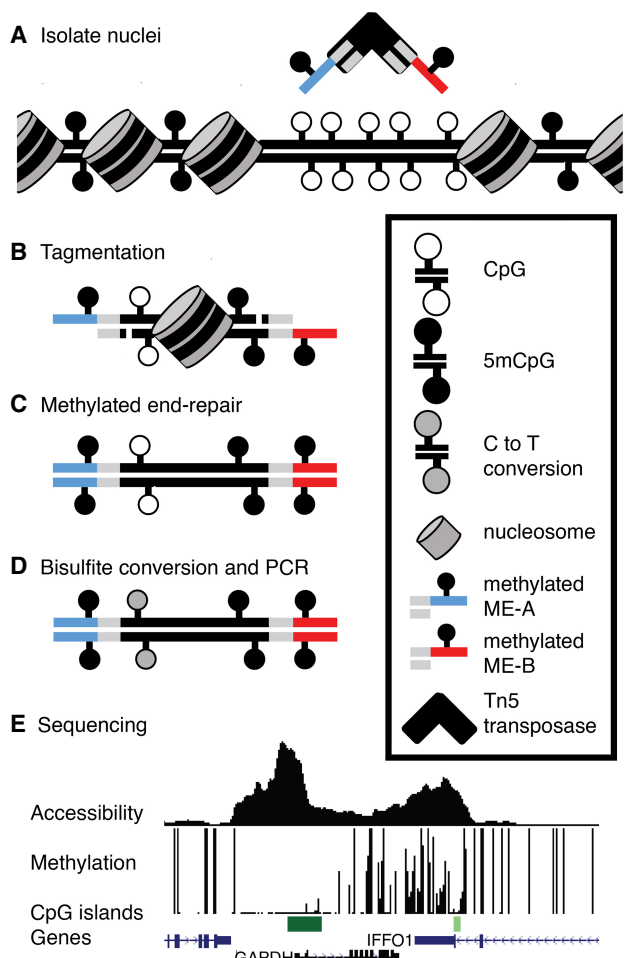 A Isolate nuclei
B Tagmentation
C Methylated end-repair
D Bisulfite conversion and PCR
CpG
5mCpG
C to T
conversion
nucleosome
methylated
ME-A
methylated
ME-B
Tn5
transposase
E Sequencing
Accessibility
Methylation
CpG islands
Genes
IFFO1
GAPDH